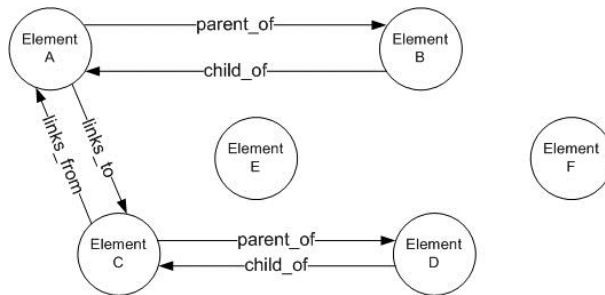 Element
A
parent_of
Element
B
child_of
links_to
links_from
Element
E
Element
F
Element
C
parent_of
Element
D
child_of